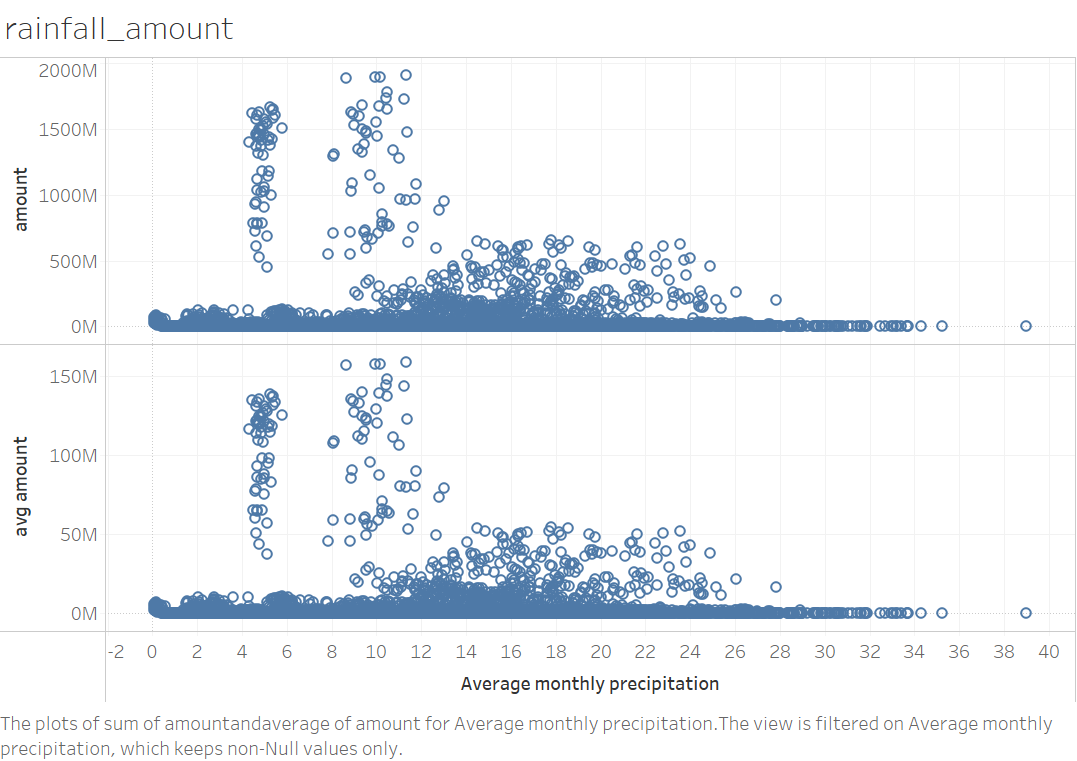 rainfall_amount
2000M
1500M
1000M
500M
0M
amount
150M
100M
50M
0M
avg amount
-2 0 2 4 6 8 10 12 14 16 18 20 22 24 26 28 30 32 34 36 38 40
Average monthly precipitation
The plots of sum of amountandaverage of amount for Average monthly precipitation.The view is filtered on Average monthly
precipitation, which keeps non-Null values only.